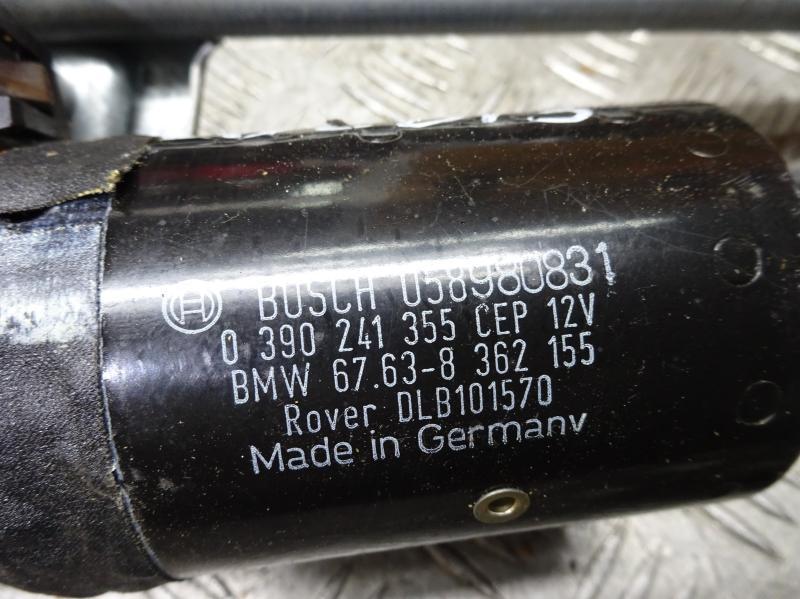 BOSCH 058980831
0 390 241 355 CEP 12V
BMW 67.63-8 362 155
Rover DLB101570
Made in Germany